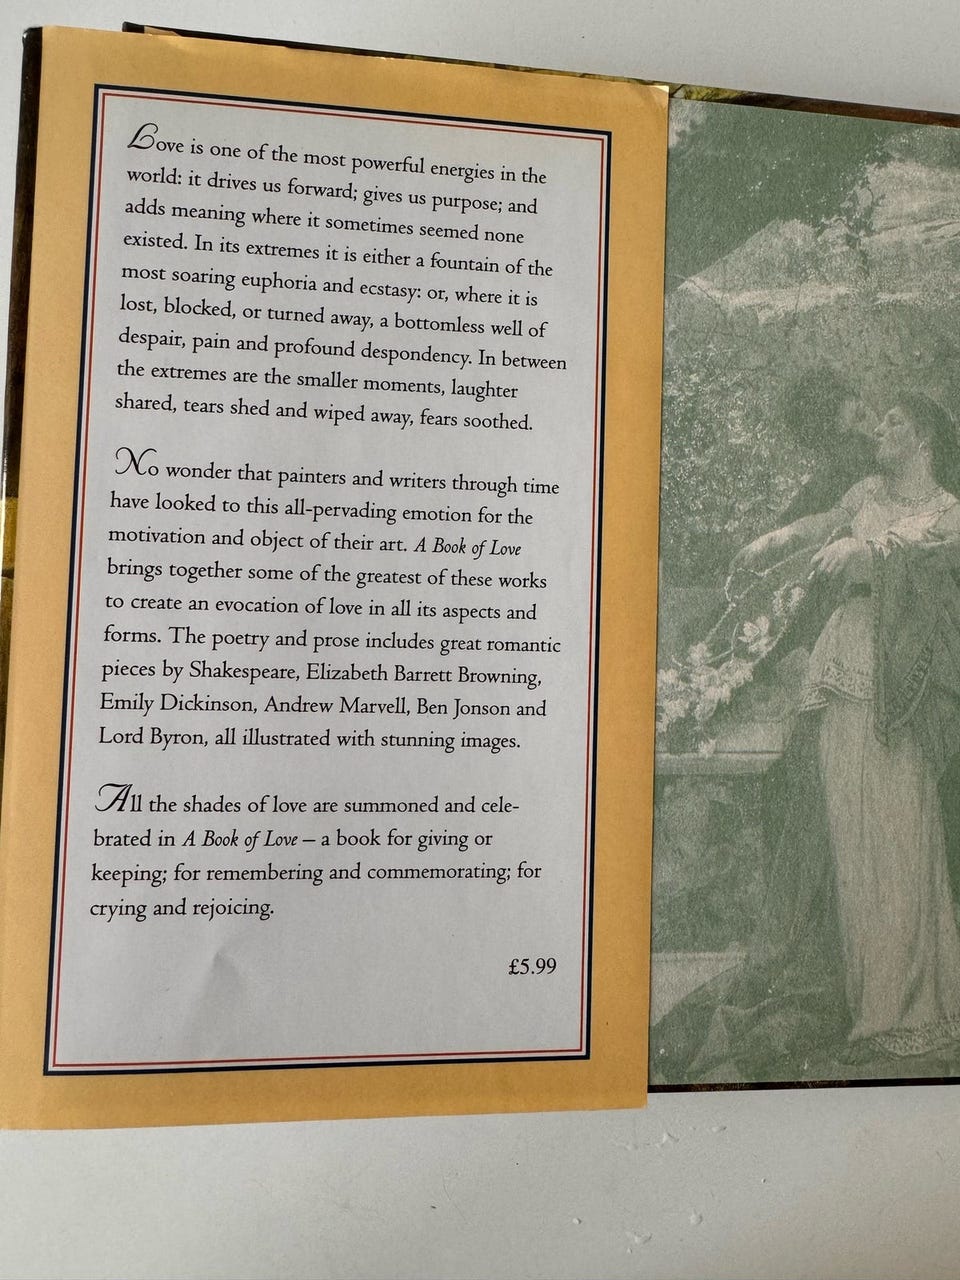 Love is one of the most powerful energies in the
world: it drives us forward; gives us purpose; and
adds meaning where it sometimes seemed none
existed. In its extremes it is either a fountain of the
most soaring euphoria and ecstasy: or, where it is
lost, blocked, or turned away, a bottomless well of
despair, pain and profound despondency. In between
the extremes are the smaller moments, laughter
shared, tears shed and wiped away, fears soothed.
No wonder that painters and writers through time
have looked to this all-pervading emotion for the
motivation and object of their art. A Book of Love
brings together some of the greatest of these works
to create an evocation of love in all its aspects and
forms. The poetry and prose includes great romantic
pieces by Shakespeare, Elizabeth Barrett Browning,
Emily Dickinson, Andrew Marvell, Ben Jonson and
Lord Byron, all illustrated with stunning images.
All the shades of love are summoned and cele-
brated in A Book of Love – a book for giving or
keeping; for remembering and commemorating; for
crying and rejoicing.
£5.99